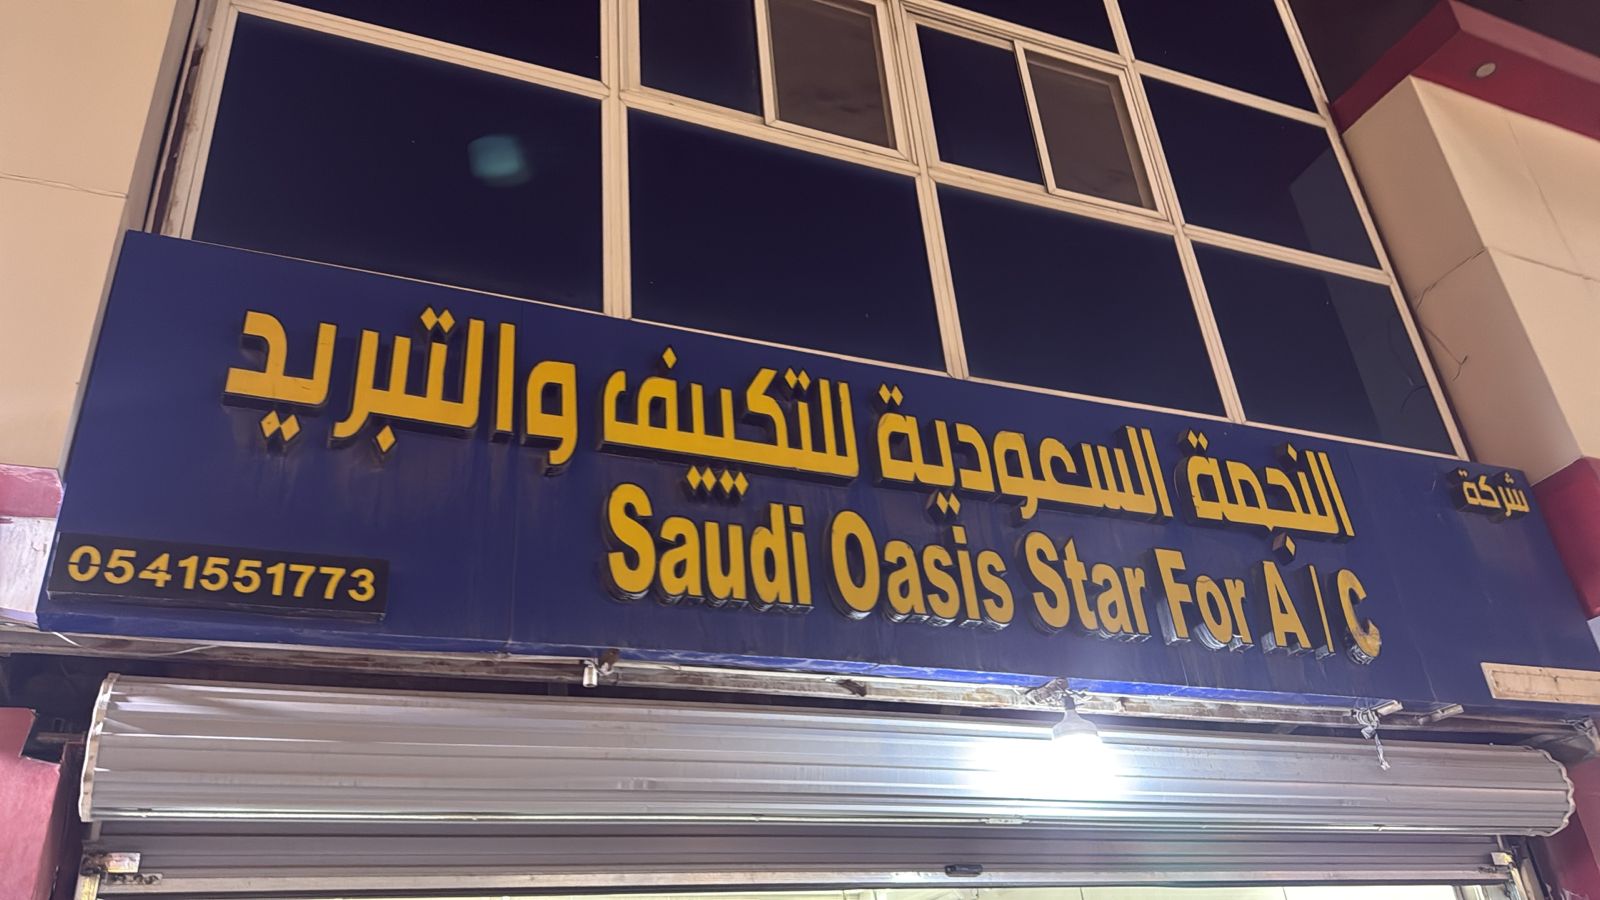 شركة
النجمة السعودية للتكييف والتبريد
Saudi Oasis Star For A / C
0541551773